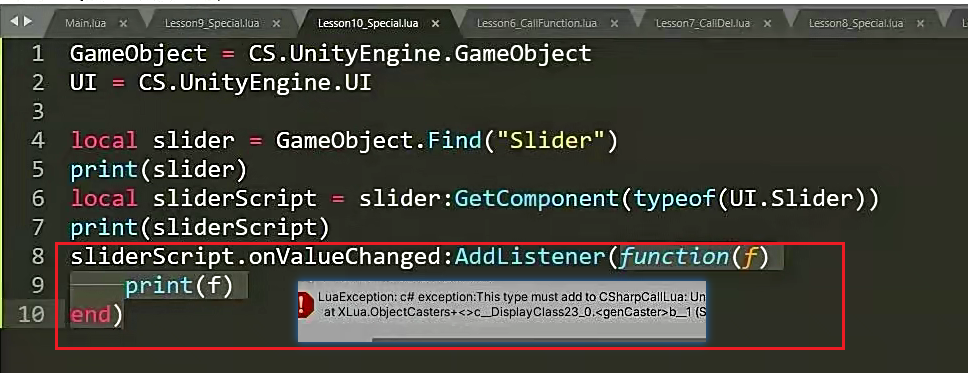 Main.lua × Lesson9_Special.lua × Lesson10_Special.lua × Lesson6_CallFunction.lua × Lesson7_CallDel.lua × Lesson8_Special.lua × L
1 GameObject = CS.UnityEngine.GameObject
2 UI = CS.UnityEngine.UI
3
4 local slider = GameObject.Find("Slider")
5 print(slider)
6 local sliderScript = slider:GetComponent(typeof(UI.Slider))
7 print(sliderScript)
8 sliderScript.onValueChanged:AddListener(function(f)
9 print(f)
10 end)
LuaException: c# exception:This type must add to CSharpCallLua: Un
at XLua.ObjectCasters+<>c__DisplayClass23_0.<genCaster>b__1 (S